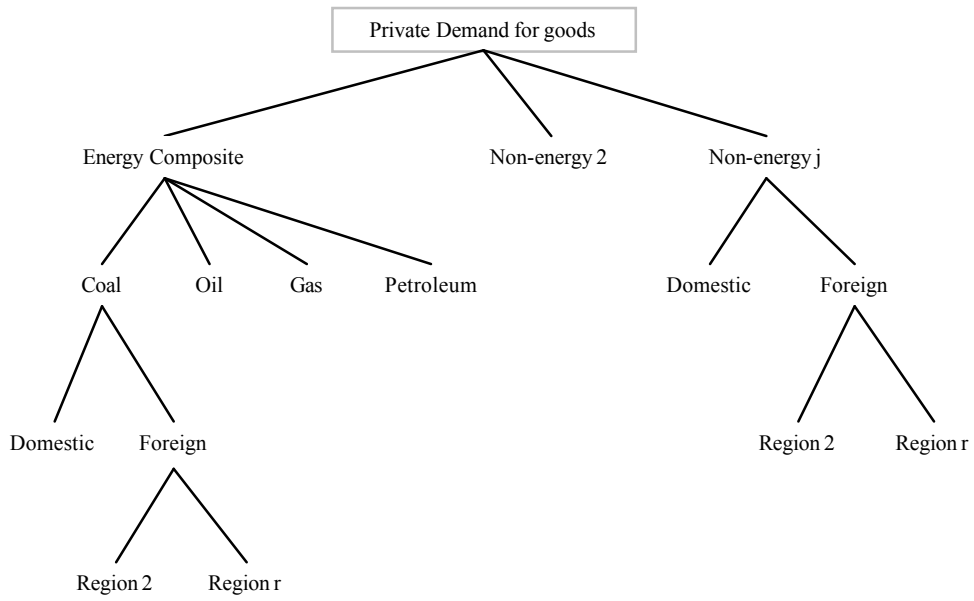 Private Demand for goods
Energy Composite Non-energy 2 Non-energy j
Coal Oil Gas Petroleum Domestic Foreign
Domestic Foreign Region 2 Region r
Region 2 Region r